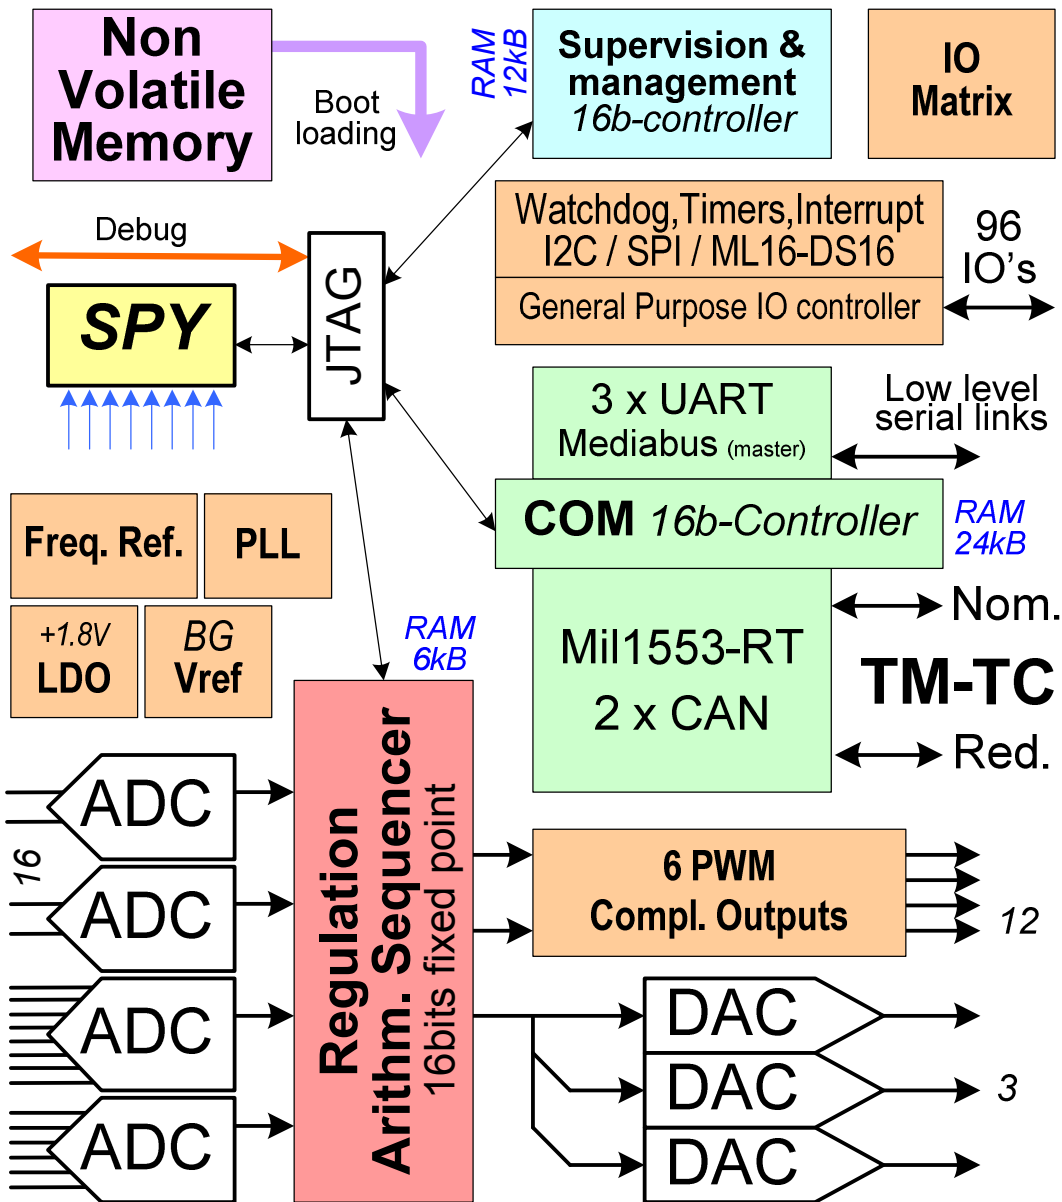 Non
Volatile
Memory
Boot
loading
RAM
12kB
Supervision &
management
16b-controller
IO
Matrix
Debug
SPY
JTAG
Watchdog,Timers,Interrupt
I2C / SPI / ML16-DS16
General Purpose IO controller
96
IO's
3 x UART
Mediabus (master)
Low level
serial links
COM 16b-Controller
RAM
24kB
Freq. Ref.
PLL
+1.8V
LDO
BG
Vref
RAM
6kB
Mil1553-RT
2 x CAN
Nom.
TM-TC
Red.
ADC
16
ADC
ADC
ADC
Regulation
Arithm. Sequencer
16bits fixed point
6 PWM
Compl. Outputs
12
DAC
DAC
3
DAC